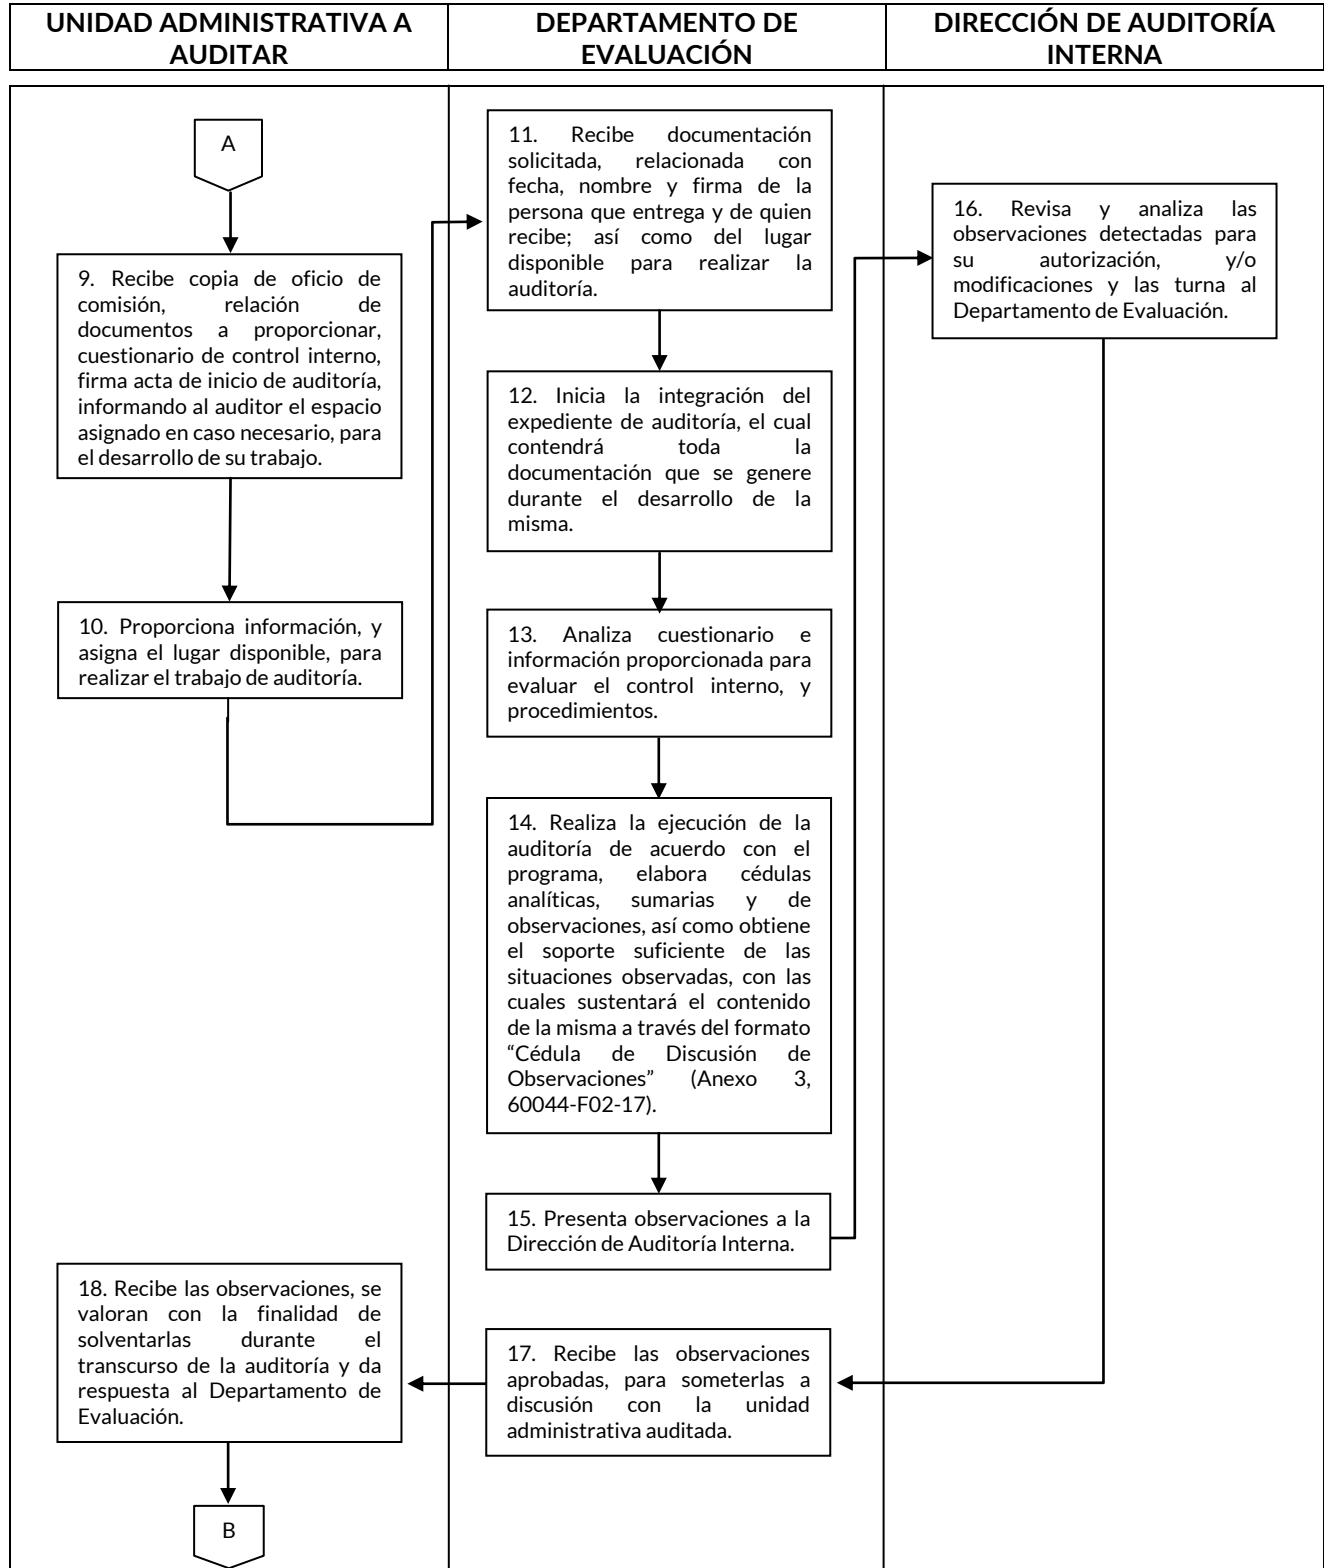 UNIDAD ADMINISTRATIVA A
AUDITAR
DEPARTAMENTO DE
EVALUACIÓN
DIRECCIÓN DE AUDITORÍA
INTERNA
A
9. Recibe copia de oficio de
comisión, relación de
documentos a proporcionar,
cuestionario de control interno,
firma acta de inicio de auditoría,
informando al auditor el espacio
asignado en caso necesario, para
el desarrollo de su trabajo.
10. Proporciona información, y
asigna el lugar disponible, para
realizar el trabajo de auditoría.
11. Recibe documentación
solicitada, relacionada con
fecha, nombre y firma de la
persona que entrega y de quien
recibe; así como del lugar
disponible para realizar la
auditoría.
12. Inicia la integración del
expediente de auditoría, el cual
contendrá toda la
documentación que se genere
durante el desarrollo de la
misma.
13. Analiza cuestionario e
información proporcionada para
evaluar el control interno, y
procedimientos.
14. Realiza la ejecución de la
auditoría de acuerdo con el
programa, elabora cédulas
analíticas, sumarias y de
observaciones, así como obtiene
el soporte suficiente de las
situaciones observadas, con las
cuales sustentará el contenido
de la misma a través del formato
“Cédula de Discusión de
Observaciones” (Anexo 3,
60044-F02-17).
15. Presenta observaciones a la
Dirección de Auditoría Interna.
16. Revisa y analiza las
observaciones detectadas para
su autorización, y/o
modificaciones y las turna al
Departamento de Evaluación.
17. Recibe las observaciones
aprobadas, para someterlas a
discusión con la unidad
administrativa auditada.
18. Recibe las observaciones, se
valoran con la finalidad de
solventarlas durante el
transcurso de la auditoría y da
respuesta al Departamento de
Evaluación.
B